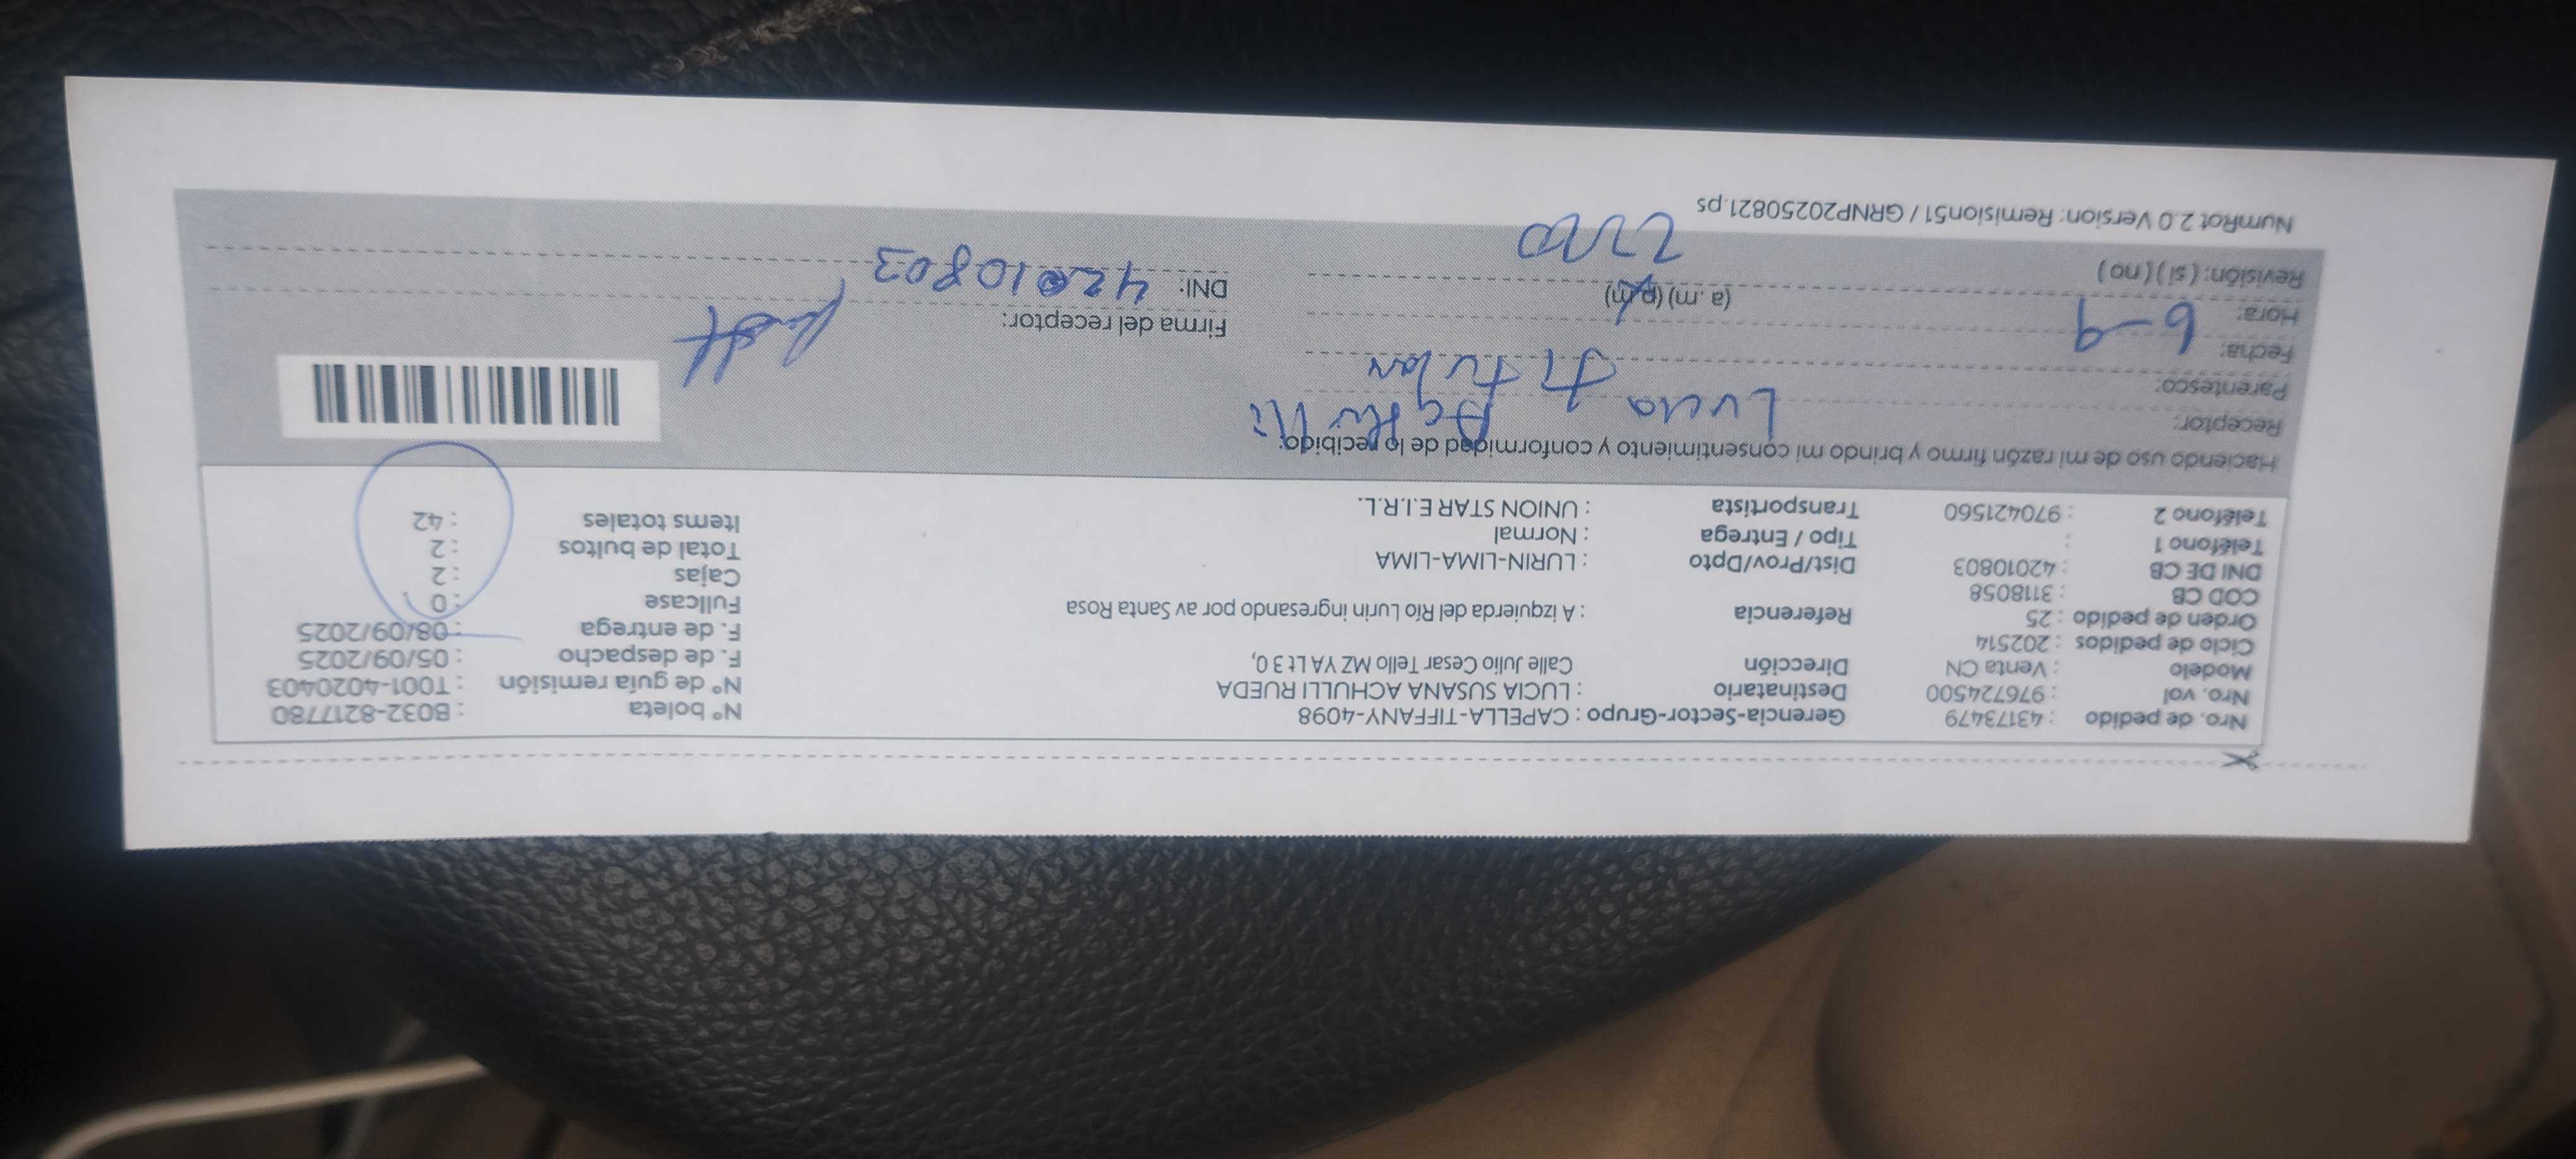 Nro. de pedido : 43173479 Gerencia-Sector-Grupo : CAPELLA-TIFFANY-4098 N° boleta : B032-8217780
Nro. vol : 976724500 Destinatario : LUCIA SUSANA ACHULLI RUEDA N° de guía remisión : T001-4020403
Modelo : Venta CN Dirección Calle Julio Cesar Tello MZ YA Lt 3 0, F. de despacho : 05/09/2025
Ciclo de pedidos : 202514 F. de entrega : 08/09/2025
Orden de pedido : 25 Referencia : A izquierda del Río Lurin ingresando por av Santa Rosa Fullcase : 0
COD CB : 3118058 Cajas : 2
DNI DE CB : 42010803 Dist/Prov/Dpto : LURIN-LIMA-LIMA Total de bultos : 2
Teléfono 1 : Tipo / Entrega : Normal Items totales : 42
Teléfono 2 : 970421560 Transportista : UNION STAR E.I.R.L.
Haciendo uso de mi razón firmo y brindo mi consentimiento y conformidad de lo recibido:
Receptor: Lucia
Parentesco: Titular
Fecha: 6-9 Firma del receptor:
Hora: (a. m.) (p.m) DNI: 42010803
Revisión: ( sí ) ( no )
NumRot 2.0 Version: Remision51 / GRNP20250821.ps